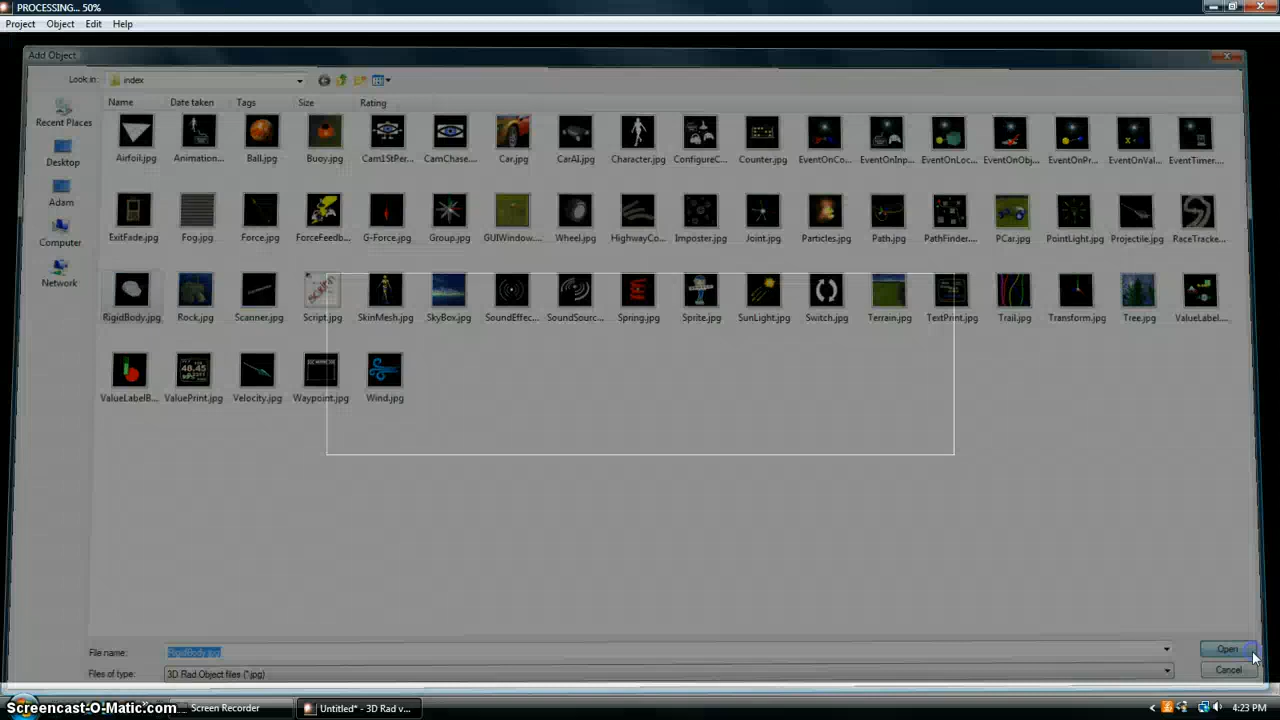 PROCESSING... 50%
Project Object Edit Help
Add Object
Look in: index
Name Date taken Tags Size Rating
Recent Places
Desktop
Adam
Computer
Network
Airfoil.jpg Animation... Ball.jpg Buoy.jpg Cam1StPer... CamChase.... Car.jpg CarAI.jpg Character.jpg ConfigureC... Counter.jpg EventOnCo... EventOnInp... EventOnLoc... EventOnObj... EventOnPr... EventOnVal... EventTimer....
ExitFade.jpg Fog.jpg Force.jpg ForceFeedb... G-Force.jpg Group.jpg GUIWindow.... Wheel.jpg HighwayCo... Imposter.jpg Joint.jpg Particles.jpg Path.jpg PathFinder.... PCar.jpg PointLight.jpg Projectile.jpg RaceTracke...
RigidBody.jpg Rock.jpg Scanner.jpg Script.jpg SkinMesh.jpg SkyBox.jpg SoundEffec... SoundSourc... Spring.jpg Sprite.jpg SunLight.jpg Switch.jpg Terrain.jpg TextPrint.jpg Trail.jpg Transform.jpg Tree.jpg ValueLabel....
ValueLabelB... ValuePrint.jpg Velocity.jpg Waypoint.jpg Wind.jpg
File name: RigidBody.jpg Open
Files of type: 3D Rad Object files (*.jpg) Cancel
Screencast-O-Matic.com Screen Recorder Untitled* - 3D Rad v... 4:23 PM